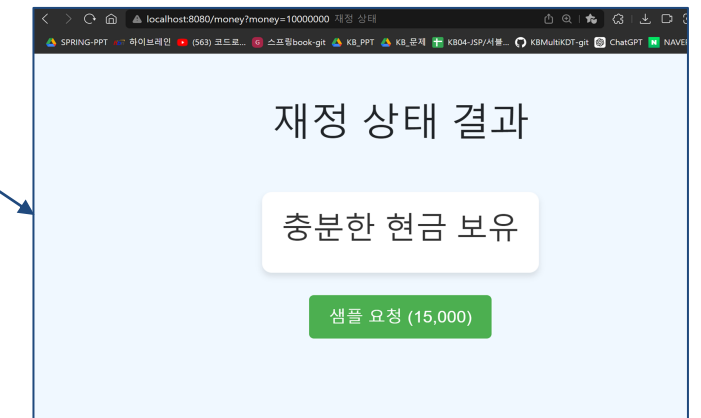 localhost:8080/money?money=10000000 재정 상태
SPRING-PPT 하이브레인 (563) 코드로... 스프링book-git KB_PPT KB_문제 KB04-JSP/서블... KBMultiKDT-git ChatGPT NAVE
재정 상태 결과
충분한 현금 보유
샘플 요청 (15,000)